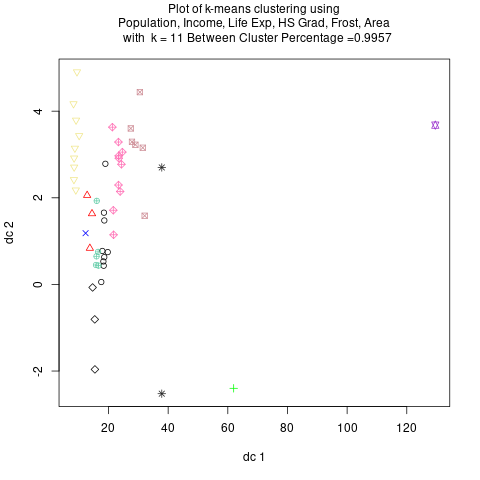 Plot of k-means clustering using
Population, Income, Life Exp, HS Grad, Frost, Area
with k = 11 Between Cluster Percentage =0.9957
4
2
0
-2
dc 2
20 40 60 80 100 120
dc 1